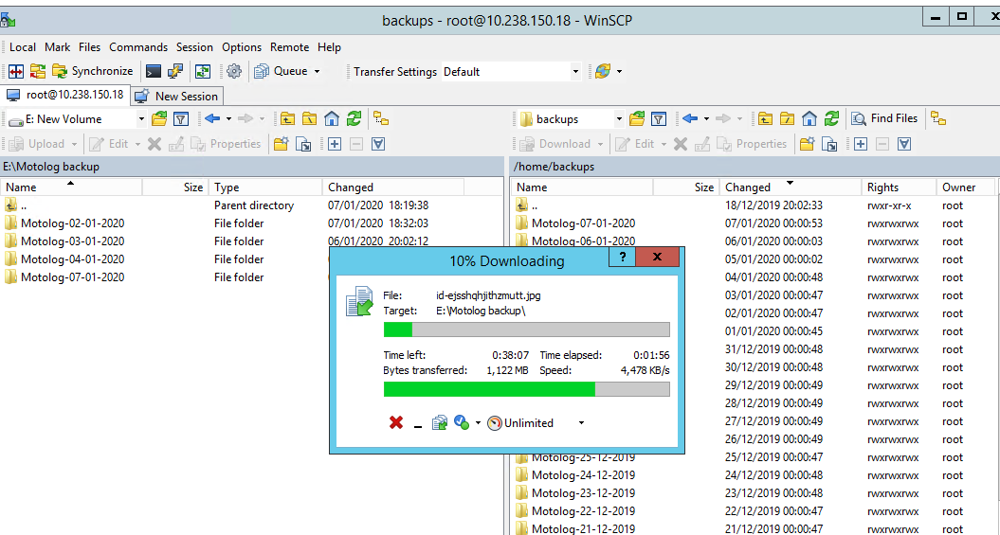 backups - root@10.238.150.18 - WinSCP
Local Mark Files Commands Session Options Remote Help
Synchronize Queue Transfer Settings Default
root@10.238.150.18 New Session
E: New Volume backups Find Files
Upload Edit Properties Download Edit Properties
E:\Motolog backup /home/backups
Name Size Type Changed Name Size Changed Rights Owner
.. Parent directory 07/01/2020 18:19:38 .. 18/12/2019 20:02:33 rwxr-xr-x root
Motolog-02-01-2020 File folder 07/01/2020 18:32:03 Motolog-07-01-2020 07/01/2020 00:00:53 rwxrwxrwx root
Motolog-03-01-2020 File folder 06/01/2020 20:02:12 Motolog-06-01-2020 06/01/2020 00:00:03 rwxrwxrwx root
Motolog-04-01-2020 File folder 05/01/2020 00:00:02 rwxrwxrwx root
Motolog-07-01-2020 File folder 04/01/2020 00:00:48 rwxrwxrwx root
03/01/2020 00:00:47 rwxrwxrwx root
02/01/2020 00:00:47 rwxrwxrwx root
01/01/2020 00:00:45 rwxrwxrwx root
31/12/2019 00:00:48 rwxrwxrwx root
30/12/2019 00:00:48 rwxrwxrwx root
29/12/2019 00:00:49 rwxrwxrwx root
28/12/2019 00:00:49 rwxrwxrwx root
27/12/2019 00:00:49 rwxrwxrwx root
26/12/2019 00:00:49 rwxrwxrwx root
Motolog-25-12-2019 25/12/2019 00:00:47 rwxrwxrwx root
Motolog-24-12-2019 24/12/2019 00:00:48 rwxrwxrwx root
Motolog-23-12-2019 23/12/2019 00:00:48 rwxrwxrwx root
Motolog-22-12-2019 22/12/2019 00:00:47 rwxrwxrwx root
Motolog-21-12-2019 21/12/2019 00:00:47 rwxrwxrwx root
10% Downloading ?
File: id-ejsshqhjithzmutt.jpg
Target: E:\Motolog backup\
Time left: 0:38:07 Time elapsed: 0:01:56
Bytes transferred: 1,122 MB Speed: 4,478 KB/s
Unlimited